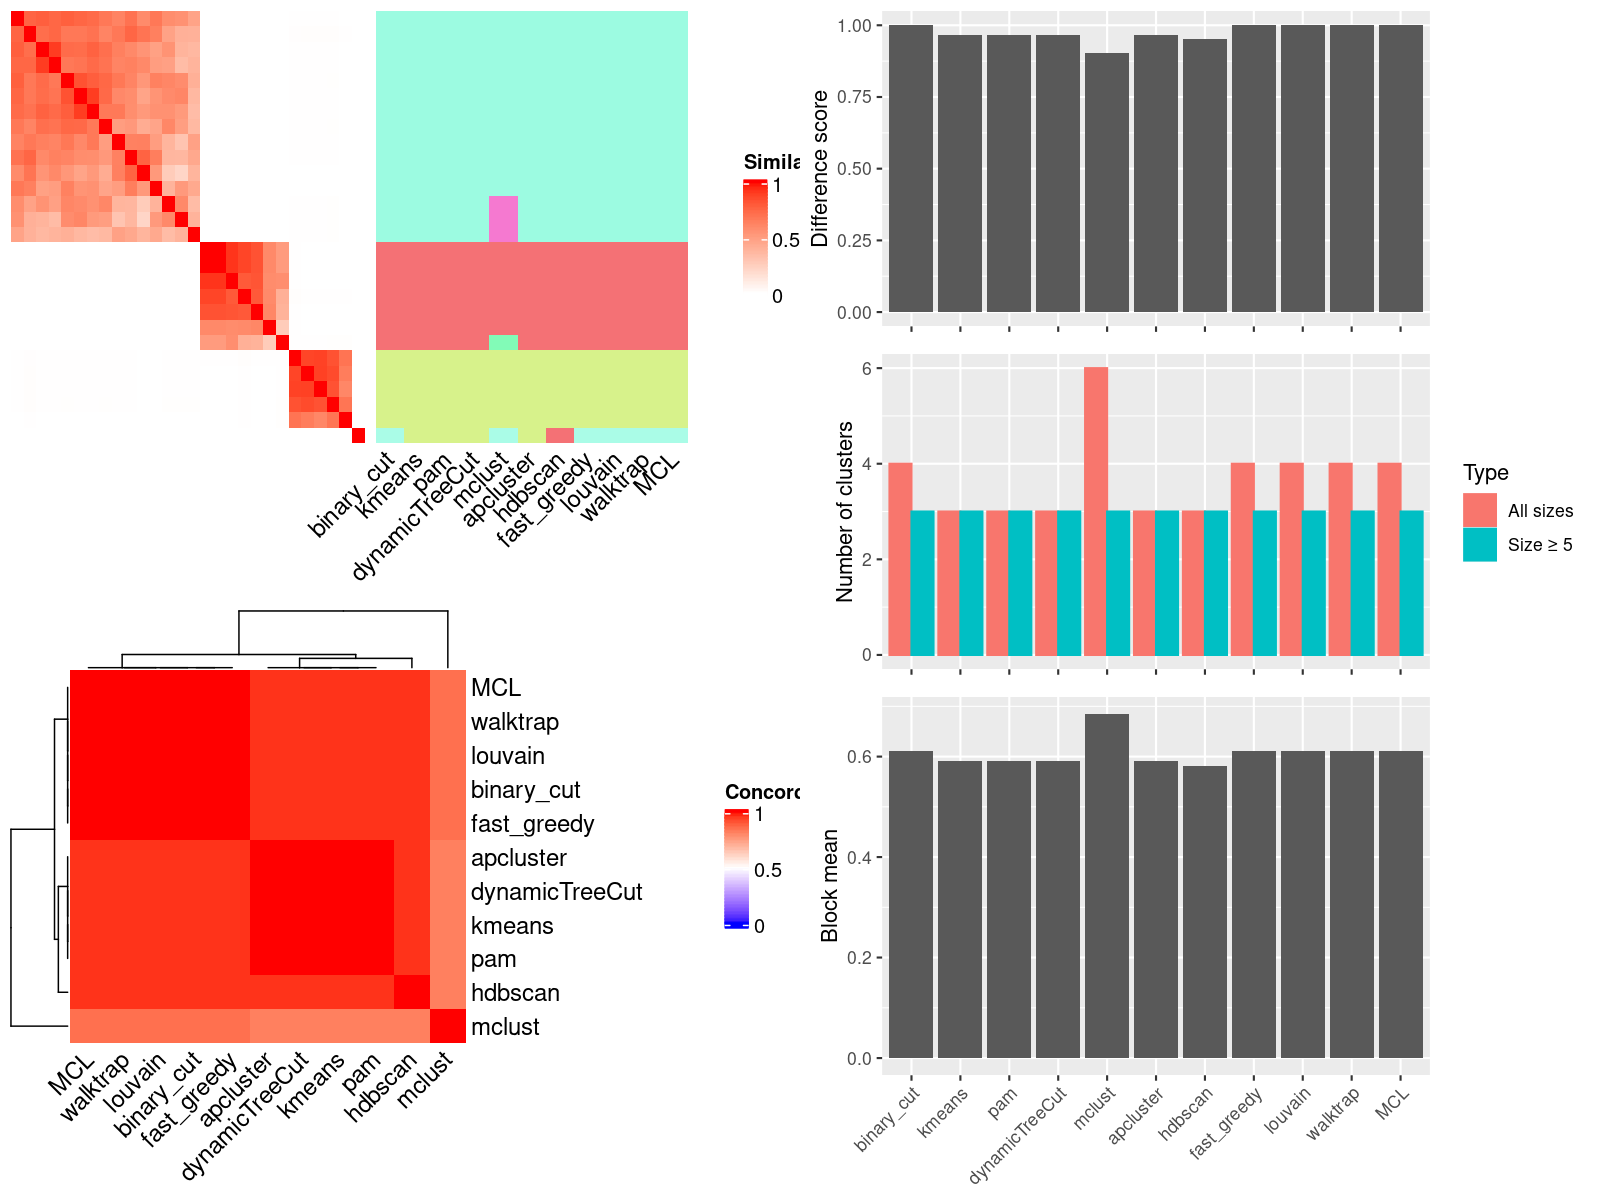 Simila
1
0.5
0
binary_cut
kmeans
pam
dynamicTreeCut
mclust
apcluster
hdbscan
fast_greedy
louvain
walktrap
MCL
MCL
walktrap
louvain
binary_cut
fast_greedy
apcluster
dynamicTreeCut
kmeans
pam
hdbscan
mclust
Concord
1
0.5
0
MCL
walktrap
louvain
binary_cut
fast_greedy
apcluster
dynamicTreeCut
kmeans
pam
hdbscan
mclust
Difference score
1.00
0.75
0.50
0.25
0.00
Number of clusters
6
4
2
0
Type
All sizes
Size ≥ 5
Block mean
0.6
0.4
0.2
0.0
binary_cut
kmeans
pam
dynamicTreeCut
mclust
apcluster
hdbscan
fast_greedy
louvain
walktrap
MCL